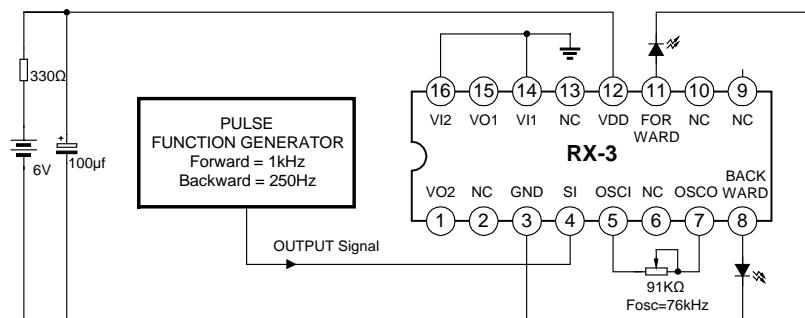 330Ω
6V
+
100µf
PULSE
FUNCTION GENERATOR
Forward = 1kHz
Backward = 250Hz
OUTPUT Signal
16 15 14 13 12 11 10 9
VI2 VO1 VI1 NC VDD FOR WARD NC NC
RX-3
VO2 NC GND SI OSCI NC OSCO BACK WARD
1 2 3 4 5 6 7 8
91KΩ
Fosc=76kHz